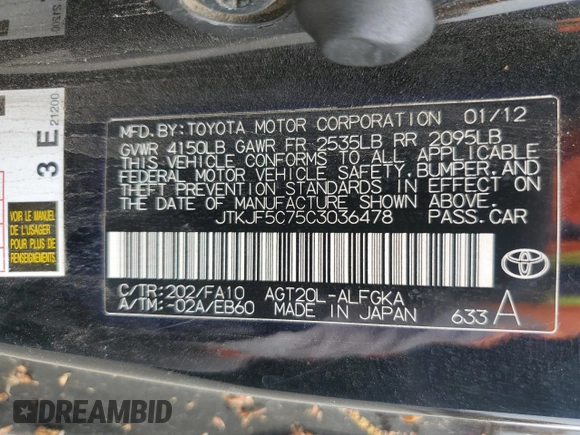 MFD.BY:TOYOTA MOTOR CORPORATION 01/12
GVWR 4150LB GAWR FR 2535LB RR 2095LB
THIS VEHICLE CONFORMS TO ALL APPLICABLE
FEDERAL MOTOR VEHICLE SAFETY,BUMPER,AND
THEFT PREVENTION STANDARDS IN EFFECT ON
THE DATE OF MANUFACTURE SHOWN ABOVE.
JTKJF5C75C3036478 PASS.CAR
C/TR:202/FA10 AGT20L-ALFGKA
A/TM:-02A/EB60 MADE IN JAPAN 633 A
TOYOTA
3 E
21200
VOIR LE MANUEL
DE L'USAGER
POUR PLUS DE
RENSEIGNEMENTS
DREAMBID